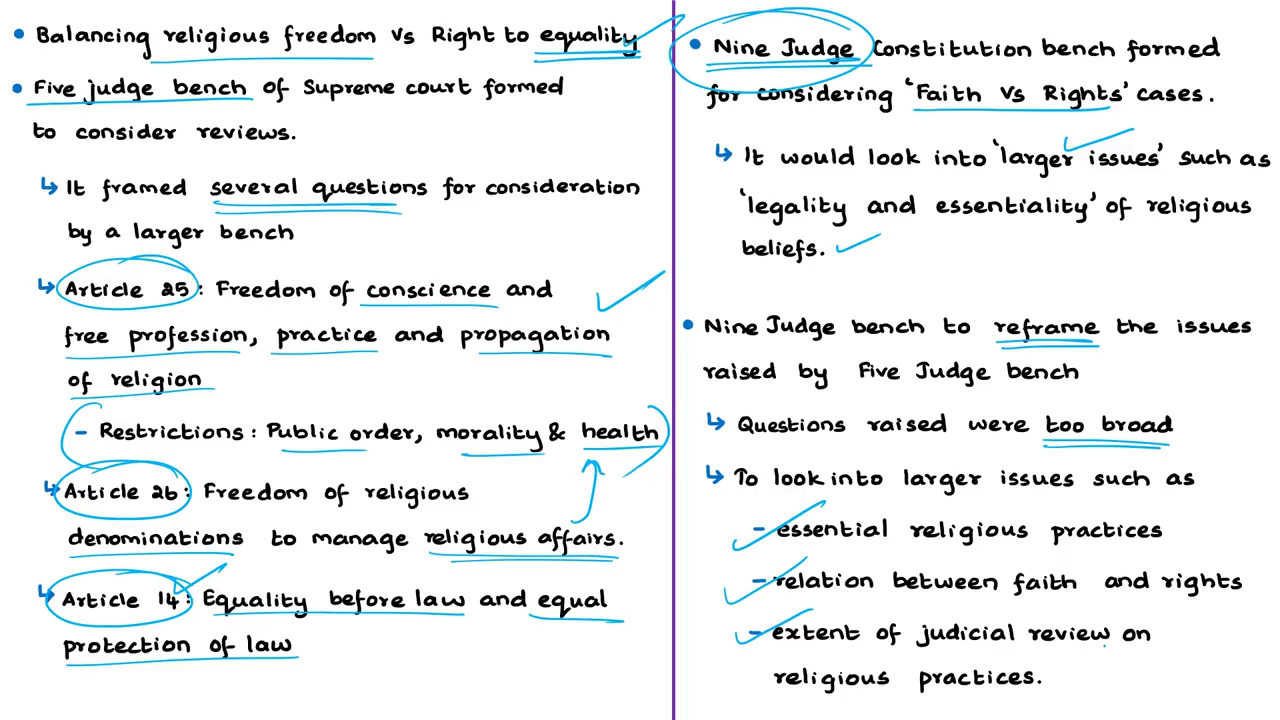 • Balancing religious freedom vs Right to equality
• Five judge bench of Supreme court formed
to consider reviews.
↳ It framed several questions for consideration
by a larger bench
↳ Article 25: Freedom of conscience and
free profession, practice and propagation
of religion
- Restrictions: Public order, morality & health
↳ Article 26: Freedom of religious
denominations to manage religious affairs.
↳ Article 14: Equality before law and equal
protection of law
• Nine Judge Constitution bench formed
for considering 'Faith Vs Rights' cases.
↳ It would look into 'larger issues' such as
'legality and essentiality' of religious
beliefs.
• Nine Judge bench to reframe the issues
raised by Five Judge bench
↳ Questions raised were too broad
↳ To look into larger issues such as
- essential religious practices
- relation between faith and rights
- extent of judicial review on
religious practices.